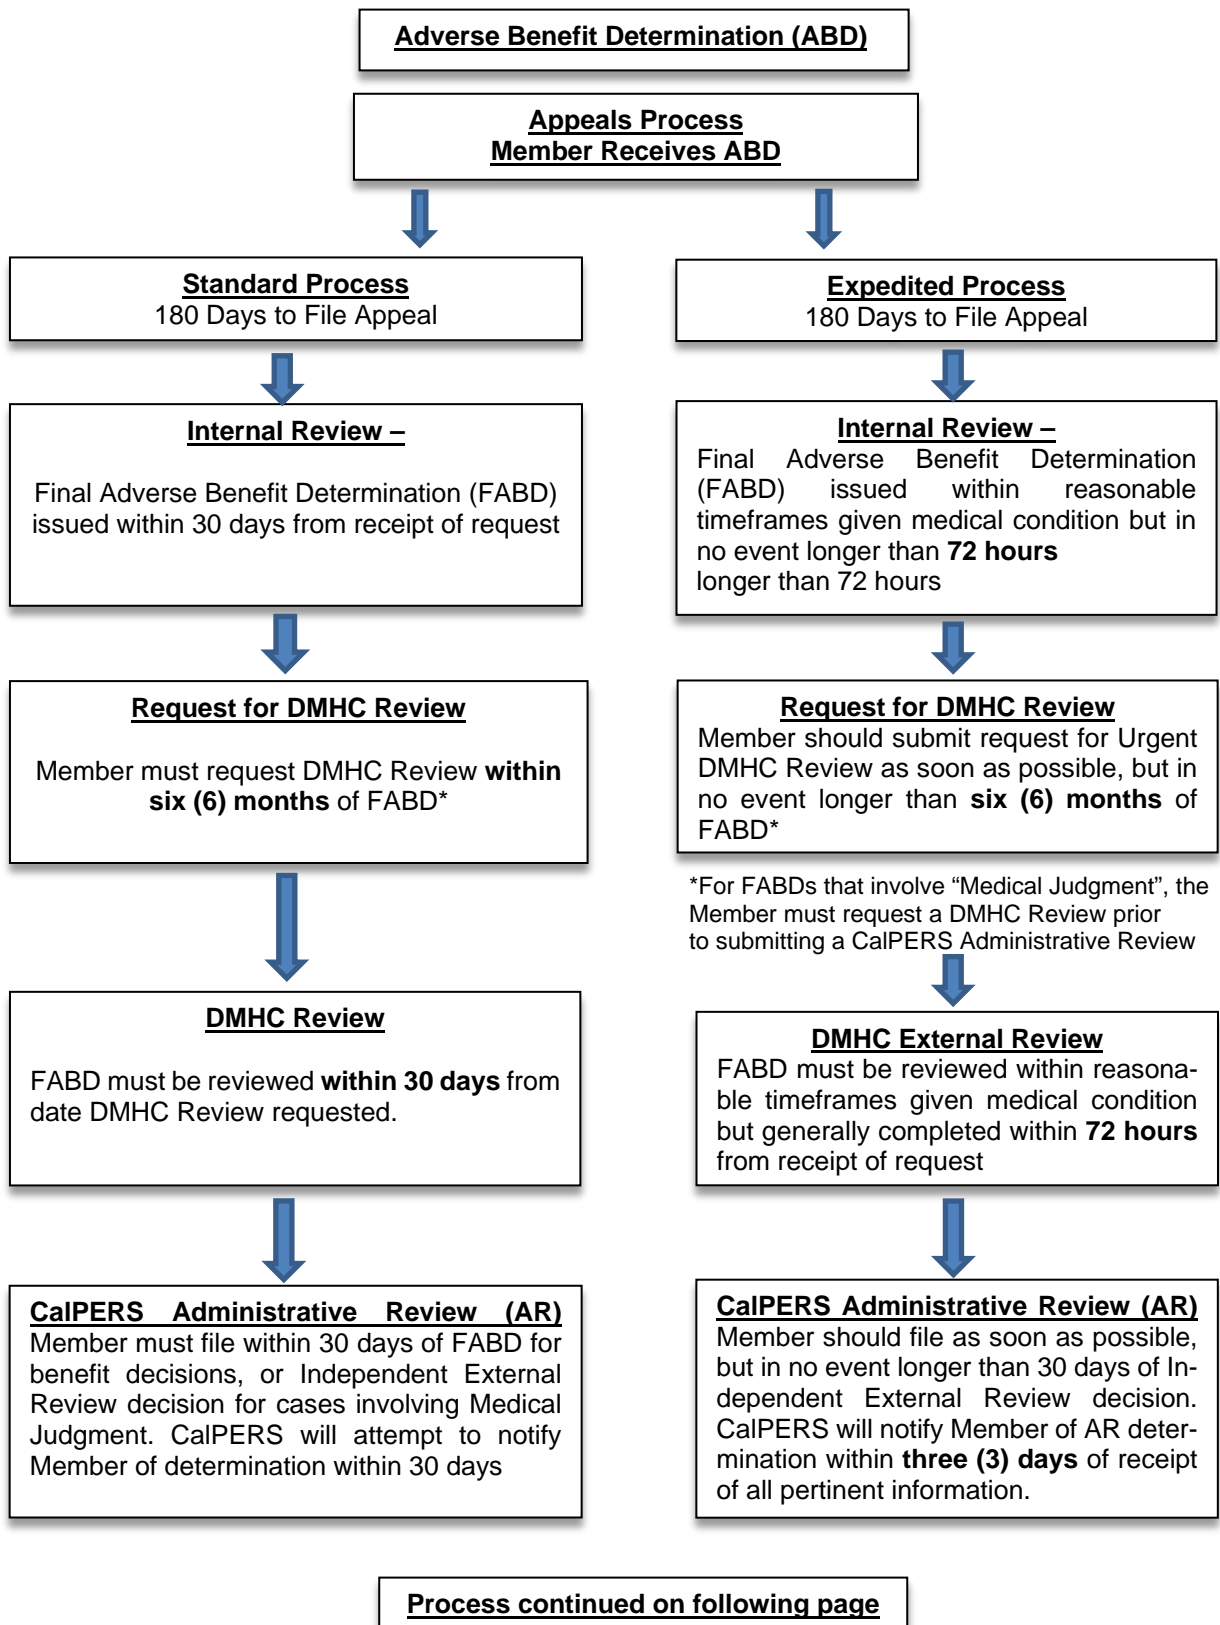 Adverse Benefit Determination (ABD)
Appeals Process
Member Receives ABD
Standard Process
180 Days to File Appeal
Internal Review –
Final Adverse Benefit Determination (FABD)
issued within 30 days from receipt of request
Request for DMHC Review
Member must request DMHC Review within
six (6) months of FABD*
DMHC Review
FABD must be reviewed within 30 days from
date DMHC Review requested.
CalPERS Administrative Review (AR)
Member must file within 30 days of FABD for
benefit decisions, or Independent External
Review decision for cases involving Medical
Judgment. CalPERS will attempt to notify
Member of determination within 30 days
Expedited Process
180 Days to File Appeal
Internal Review –
Final Adverse Benefit Determination
(FABD) issued within reasonable
timeframes given medical condition but in
no event longer than 72 hours
longer than 72 hours
Request for DMHC Review
Member should submit request for Urgent
DMHC Review as soon as possible, but in
no event longer than six (6) months of
FABD*
*For FABDs that involve “Medical Judgment”, the
Member must request a DMHC Review prior
to submitting a CalPERS Administrative Review
DMHC External Review
FABD must be reviewed within reasona-
ble timeframes given medical condition
but generally completed within 72 hours
from receipt of request
CalPERS Administrative Review (AR)
Member should file as soon as possible,
but in no event longer than 30 days of In-
dependent External Review decision.
CalPERS will notify Member of AR deter-
mination within three (3) days of receipt
of all pertinent information.
Process continued on following page